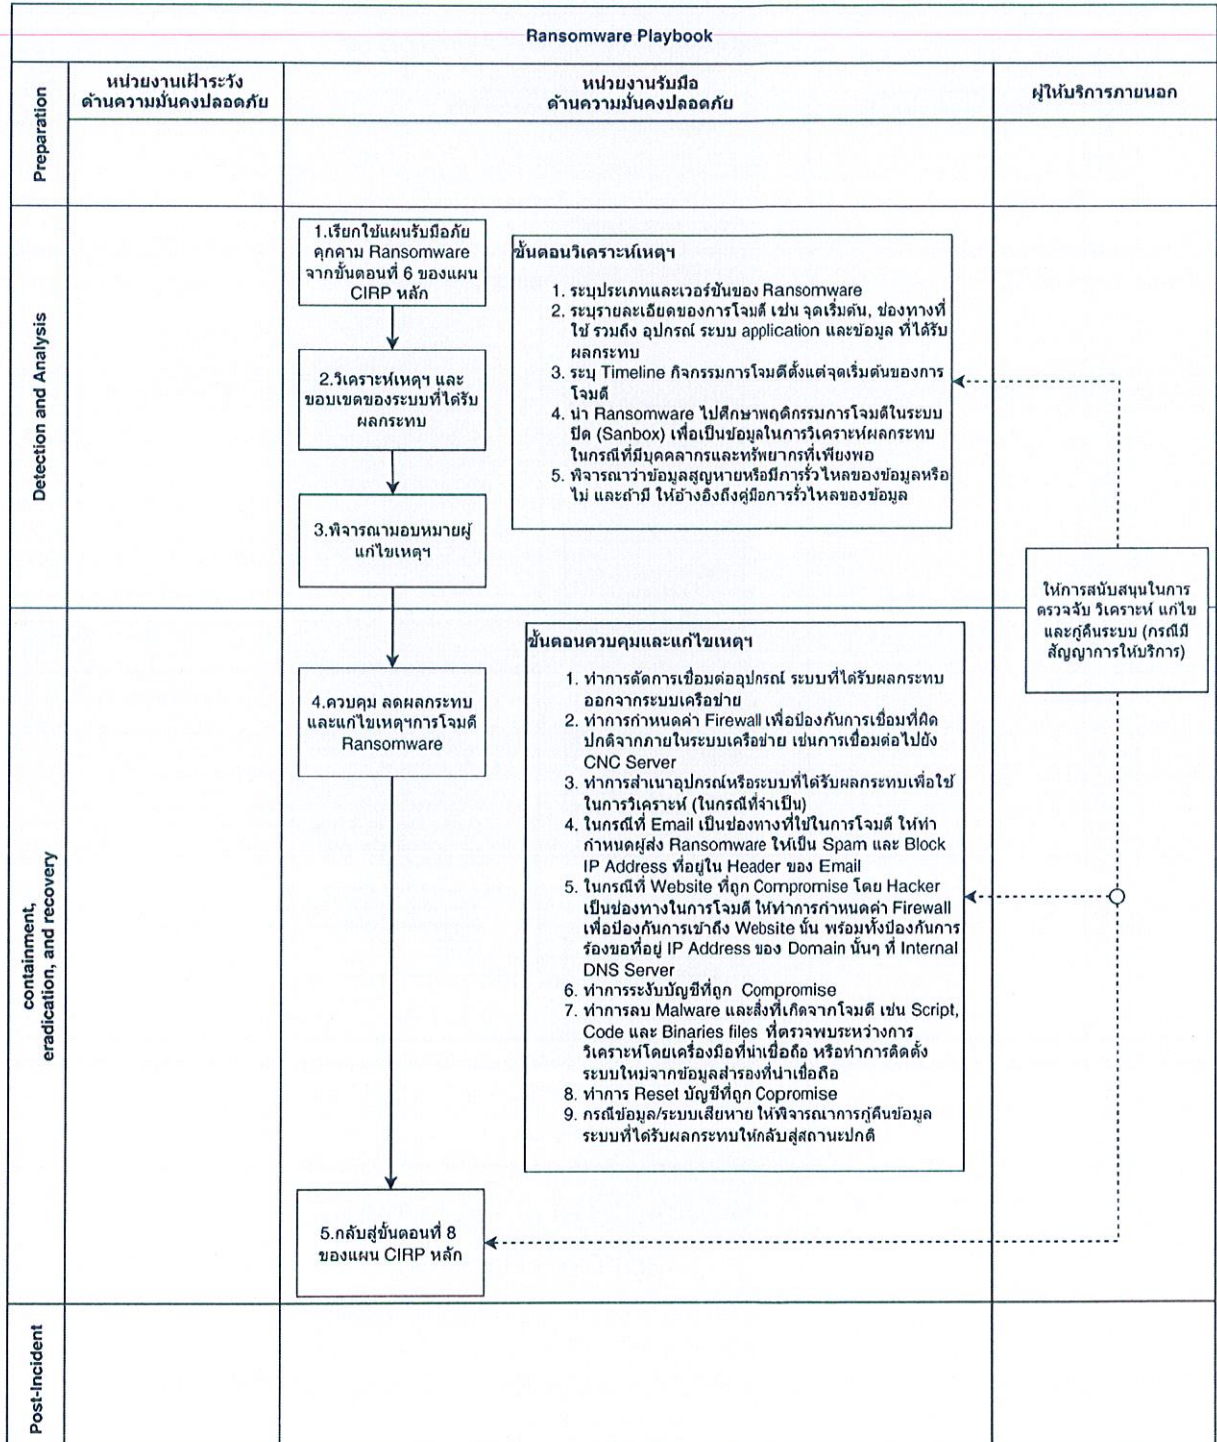 Ransomware Playbook
หน่วยงานเฝ้าระวัง
ด้านความมั่นคงปลอดภัย
หน่วยงานรับมือ
ด้านความมั่นคงปลอดภัย
ผู้ให้บริการภายนอก
Preparation
Detection and Analysis
1.เรียกใช้แผนรับมือภัย
คุกคาม Ransomware
จากขั้นตอนที่ 6 ของแผน
CIRP หลัก
2.วิเคราะห์เหตุฯ และ
ขอบเขตของระบบที่ได้รับ
ผลกระทบ
3.พิจารณามอบหมายผู้
แก้ไขเหตุฯ
ขั้นตอนวิเคราะห์เหตุฯ
1. ระบุประเภทและเวอร์ชันของ Ransomware
2. ระบุรายละเอียดของการโจมตี เช่น จุดเริ่มต้น, ช่องทางที่
ใช้ รวมถึง อุปกรณ์ ระบบ application และข้อมูล ที่ได้รับ
ผลกระทบ
3. ระบุ Timeline กิจกรรมการโจมตีตั้งแต่จุดเริ่มต้นของการ
โจมตี
4. นำ Ransomware ไปศึกษาพฤติกรรมการโจมตีในระบบ
ปิด (Sanbox) เพื่อเป็นข้อมูลในการวิเคราะห์ผลกระทบ
ในกรณีที่มีบุคคลากรและทรัพยากรที่เพียงพอ
5. พิจารณาว่าข้อมูลสูญหายหรือมีการรั่วไหลของข้อมูลหรือ
ไม่ และถ้ามี ให้อ้างอิงถึงคู่มือการรั่วไหลของข้อมูล
ให้การสนับสนุนในการ
ตรวจจับ วิเคราะห์ แก้ไข
และกู้คืนระบบ (กรณีมี
สัญญาการให้บริการ)
containment,
eradication, and recovery
4.ควบคุม ลดผลกระทบ
และแก้ไขเหตุฯการโจมตี
Ransomware
ขั้นตอนควบคุมและแก้ไขเหตุฯ
1. ทำการตัดการเชื่อมต่ออุปกรณ์ ระบบที่ได้รับผลกระทบ
ออกจากระบบเครือข่าย
2. ทำการกำหนดค่า Firewall เพื่อป้องกันการเชื่อมที่ผิด
ปกติจากภายในระบบเครือข่าย เช่นการเชื่อมต่อไปยัง
CNC Server
3. ทำการสำเนาอุปกรณ์หรือระบบที่ได้รับผลกระทบเพื่อใช้
ในการวิเคราะห์ (ในกรณีที่จำเป็น)
4. ในกรณีที่ Email เป็นช่องทางที่ใช้ในการโจมตี ให้ทำ
กำหนดผู้ส่ง Ransomware ให้เป็น Spam และ Block
IP Address ที่อยู่ใน Header ของ Email
5. ในกรณีที่ Website ที่ถูก Compromise โดย Hacker
เป็นช่องทางในการโจมตี ให้ทำการกำหนดค่า Firewall
เพื่อป้องกันการเข้าถึง Website นั้น พร้อมทั้งป้องกันการ
ร้องขอที่อยู่ IP Address ของ Domain นั้นๆ ที่ Internal
DNS Server
6. ทำการระงับบัญชีที่ถูก Compromise
7. ทำการลบ Malware และสิ่งที่เกิดจากโจมตี เช่น Script,
Code และ Binaries files ที่ตรวจพบระหว่างการ
วิเคราะห์โดยเครื่องมือที่น่าเชื่อถือ หรือทำการติดตั้ง
ระบบใหม่จากข้อมูลสำรองที่น่าเชื่อถือ
8. ทำการ Reset บัญชีที่ถูก Copromise
9. กรณีข้อมูล/ระบบเสียหาย ให้พิจารณาการกู้คืนข้อมูล
ระบบที่ได้รับผลกระทบให้กลับสู่สถานะปกติ
5.กลับสู่ขั้นตอนที่ 8
ของแผน CIRP หลัก
Post-Incident